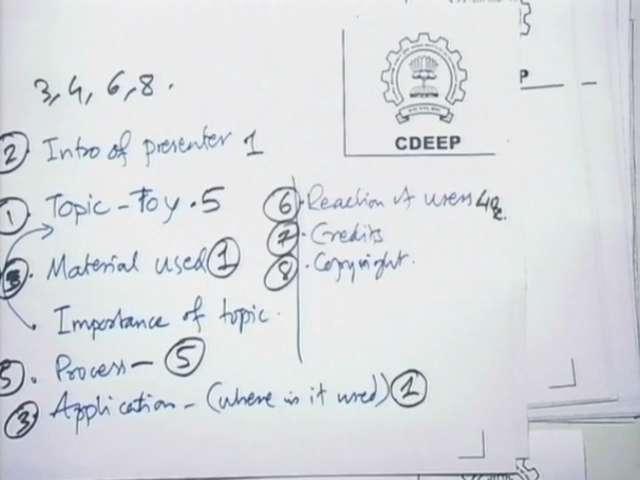 3, 4, 6, 8.
CDEEP
P
② Intro of presenter 1
① Topic - Toy .5
. Material used ①
. Importance of topic.
5. Process - ⑤
③ Application - (where is it used) ①
⑥ . Reaction of users
⑦ . Credits
⑧ . Copyright.